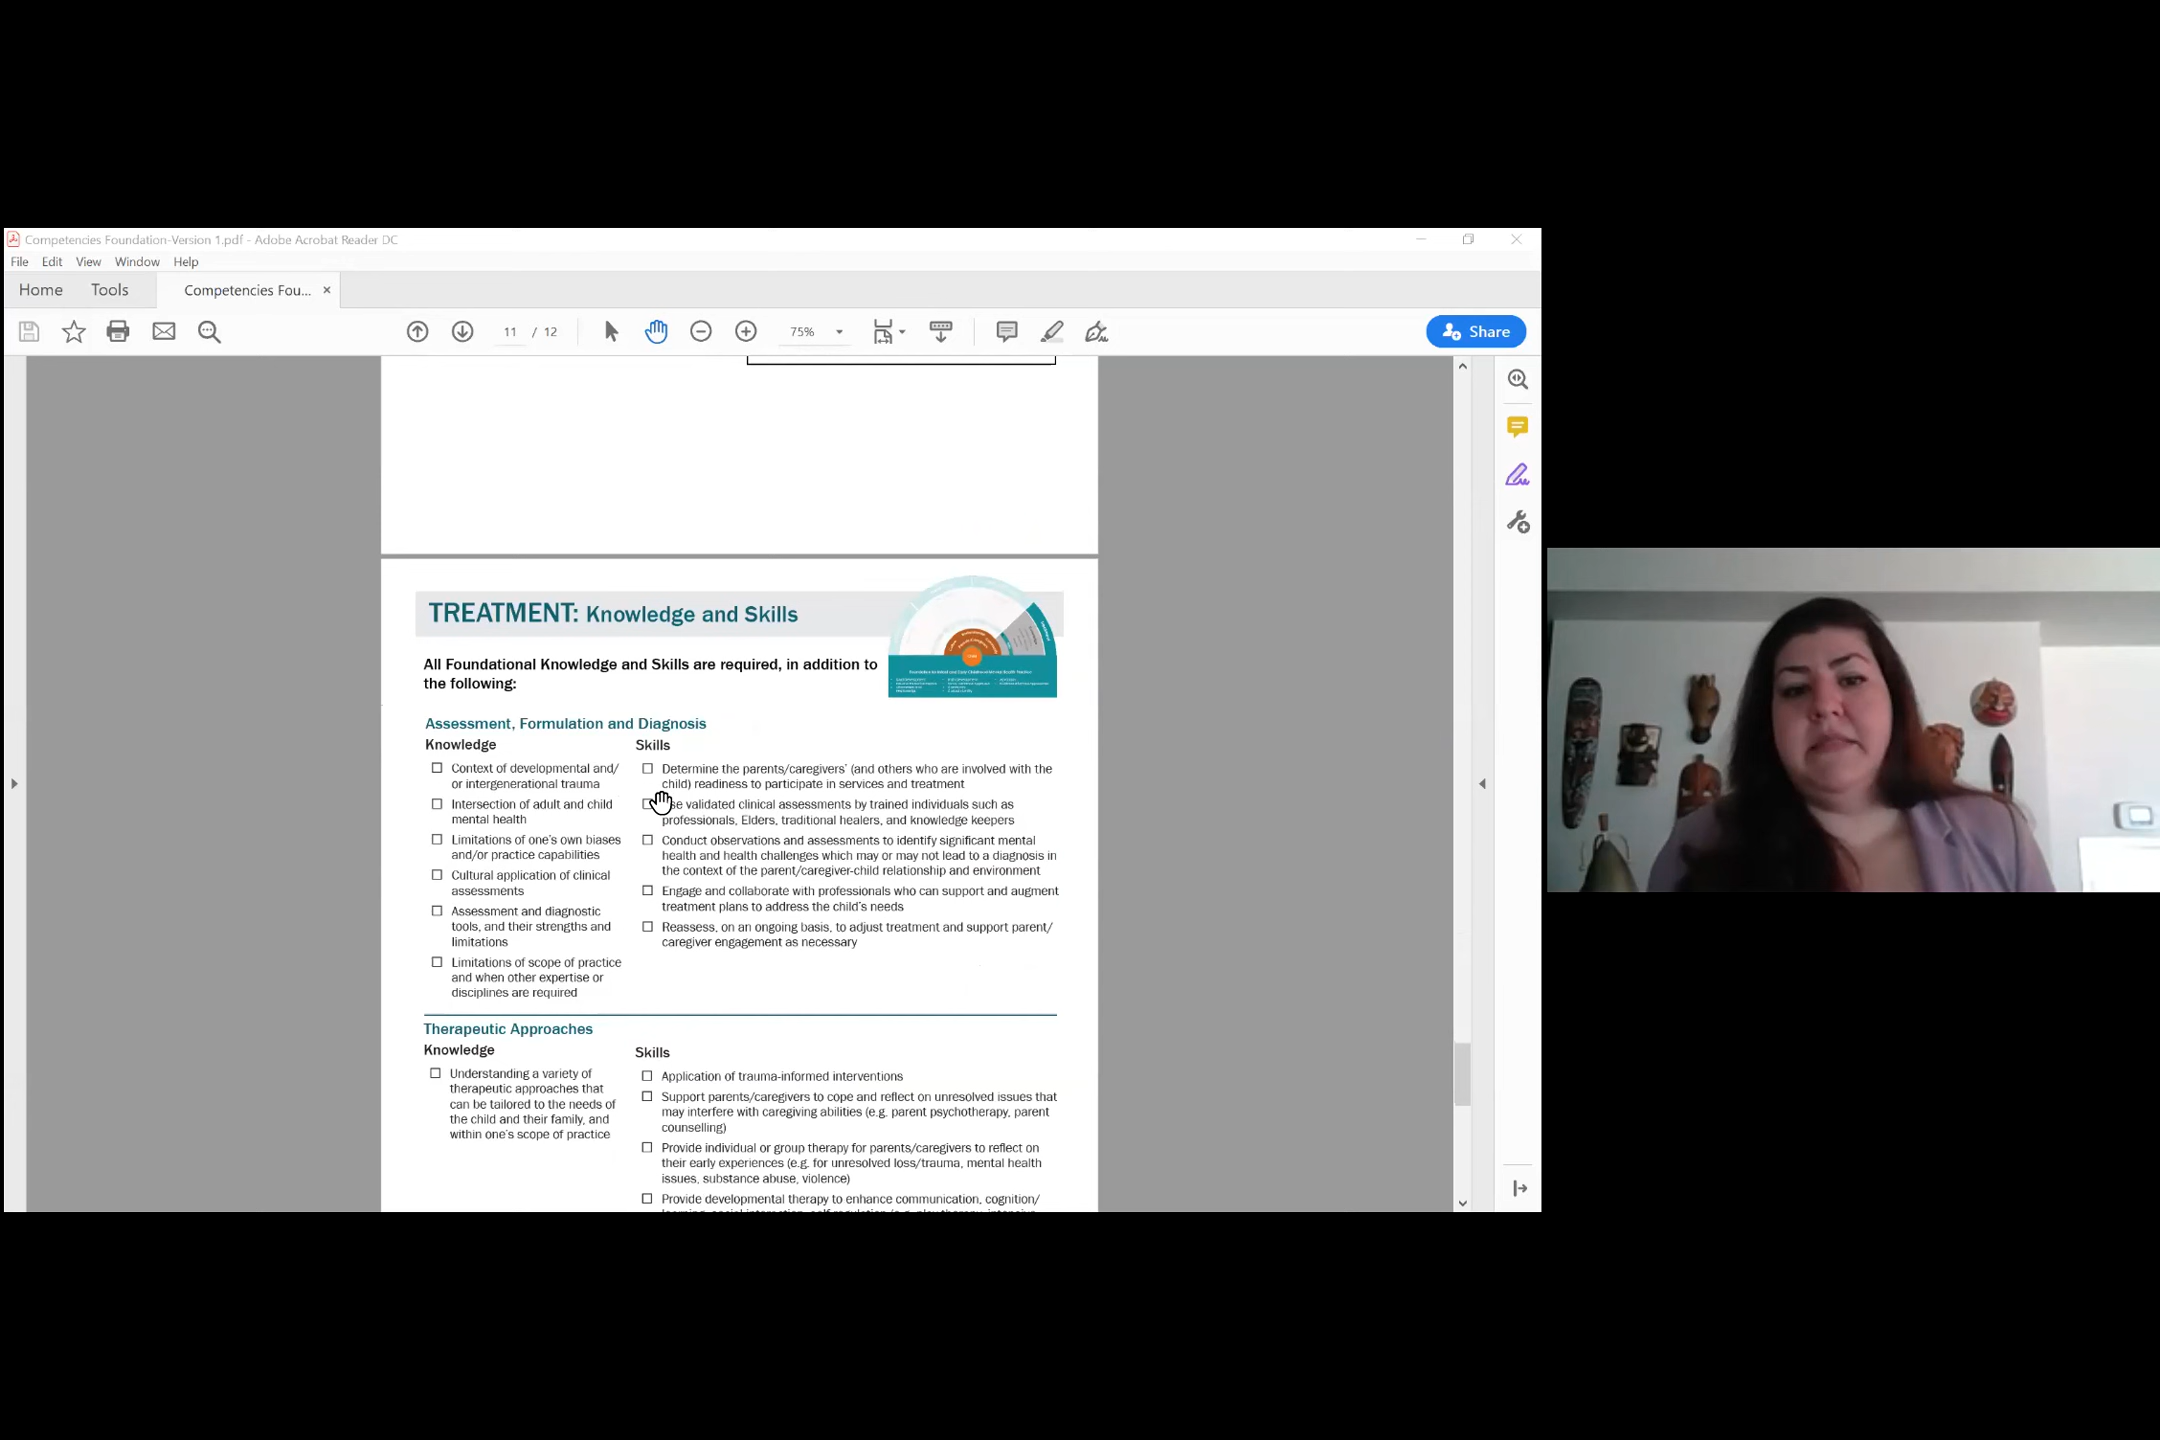 Competencies Foundation-Version 1.pdf - Adobe Acrobat Reader DC
File Edit View Window Help
Home Tools Competencies Fou... ×
11 / 12 75% Share
TREATMENT: Knowledge and Skills
All Foundational Knowledge and Skills are required, in addition to
the following:
Assessment, Formulation and Diagnosis
Knowledge
Context of developmental and/
or intergenerational trauma
Intersection of adult and child
mental health
Limitations of one's own biases
and/or practice capabilities
Cultural application of clinical
assessments
Assessment and diagnostic
tools, and their strengths and
limitations
Limitations of scope of practice
and when other expertise or
disciplines are required
Skills
Determine the parents/caregivers' (and others who are involved with the
child) readiness to participate in services and treatment
validated clinical assessments by trained individuals such as
professionals, Elders, traditional healers, and knowledge keepers
Conduct observations and assessments to identify significant mental
health and health challenges which may or may not lead to a diagnosis in
the context of the parent/caregiver-child relationship and environment
Engage and collaborate with professionals who can support and augment
treatment plans to address the child's needs
Reassess, on an ongoing basis, to adjust treatment and support parent/
caregiver engagement as necessary
Therapeutic Approaches
Knowledge
Understanding a variety of
therapeutic approaches that
can be tailored to the needs of
the child and their family, and
within one's scope of practice
Skills
Application of trauma-informed interventions
Support parents/caregivers to cope and reflect on unresolved issues that
may interfere with caregiving abilities (e.g. parent psychotherapy, parent
counselling)
Provide individual or group therapy for parents/caregivers to reflect on
their early experiences (e.g. for unresolved loss/trauma, mental health
issues, substance abuse, violence)
Provide developmental therapy to enhance communication, cognition/